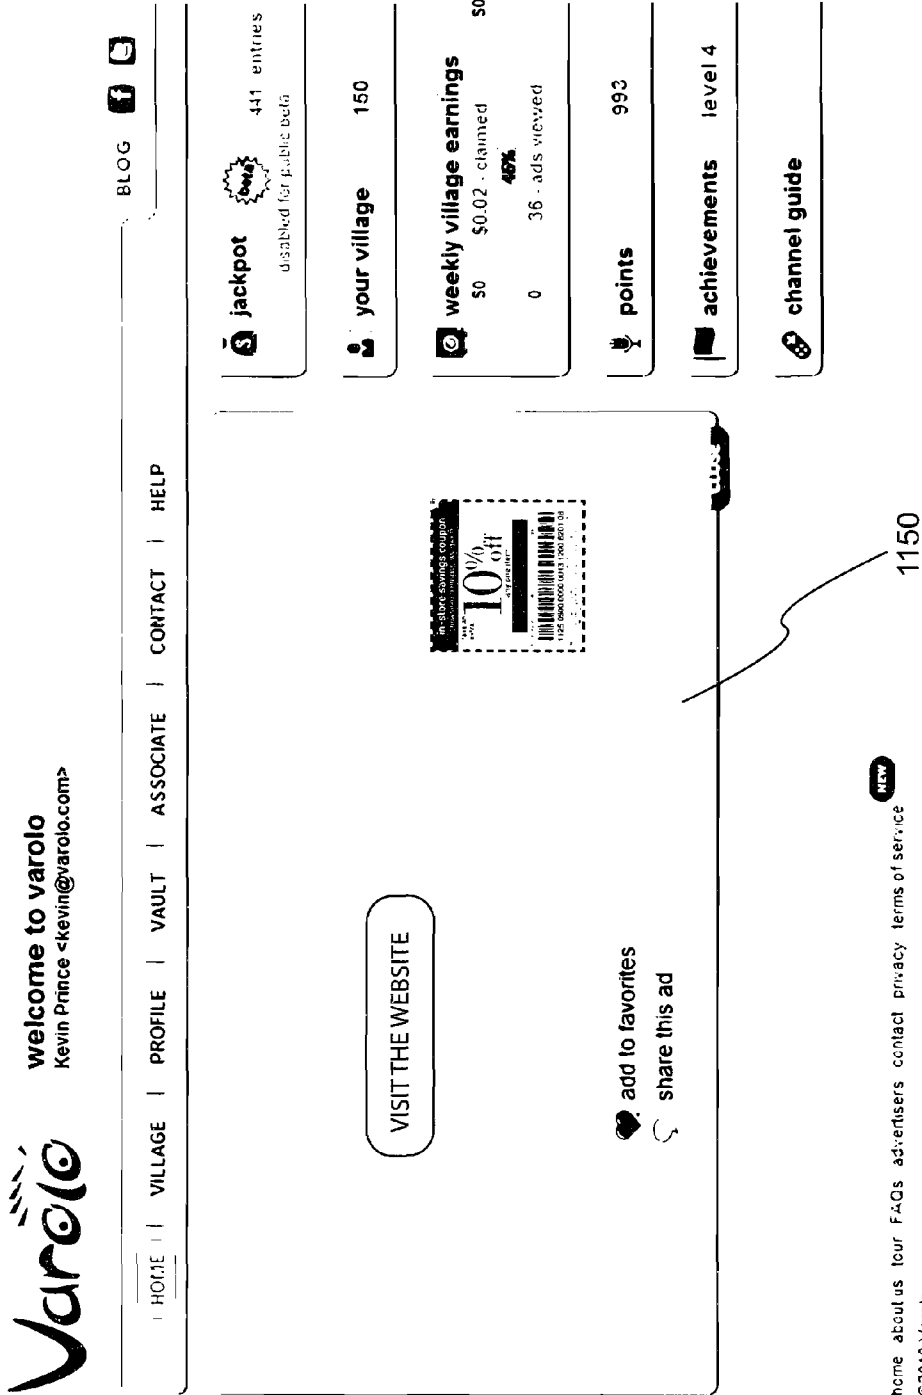 Varolo
welcome to varolo
Kevin Prince <kevin@varolo.com>
BLOG
HOME | VILLAGE | PROFILE | VAULT | ASSOCIATE | CONTACT | HELP
VISIT THE WEBSITE
in-store savings coupon
10% off
add to favorites
share this ad
close
jackpot beta 441 entries
disabled for public beta
your village 150
weekly village earnings
$0 $0.02 - claimed $0
46%
0 36 - ads viewed
points 993
achievements level 4
channel guide
1150
NEW
home about us tour FAQs advertisers contact privacy terms of service